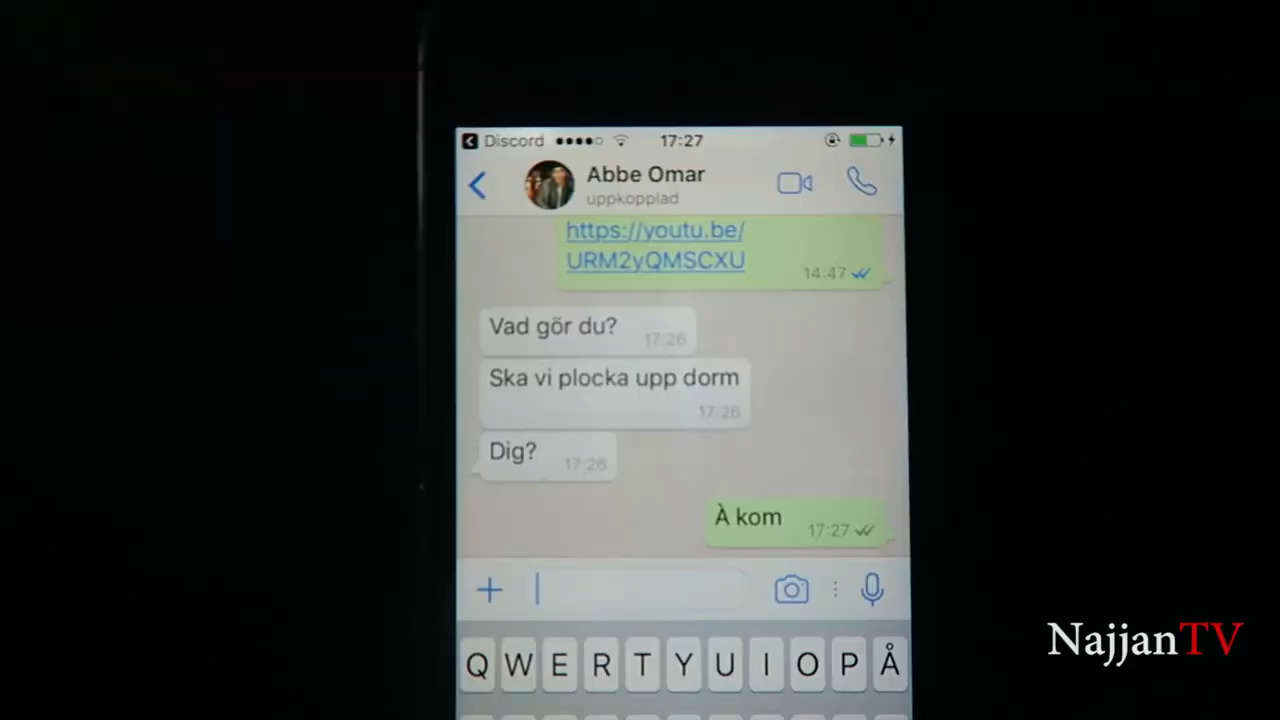 Discord 17:27
Abbe Omar
uppkopplad
https://youtu.be/
URM2yQMSCXU
14:47
Vad gör du?
17:26
Ska vi plocka upp dorm
17:26
Dig?
17:26
À kom
17:27
NajjanTV
Q W E R T Y U I O P Å